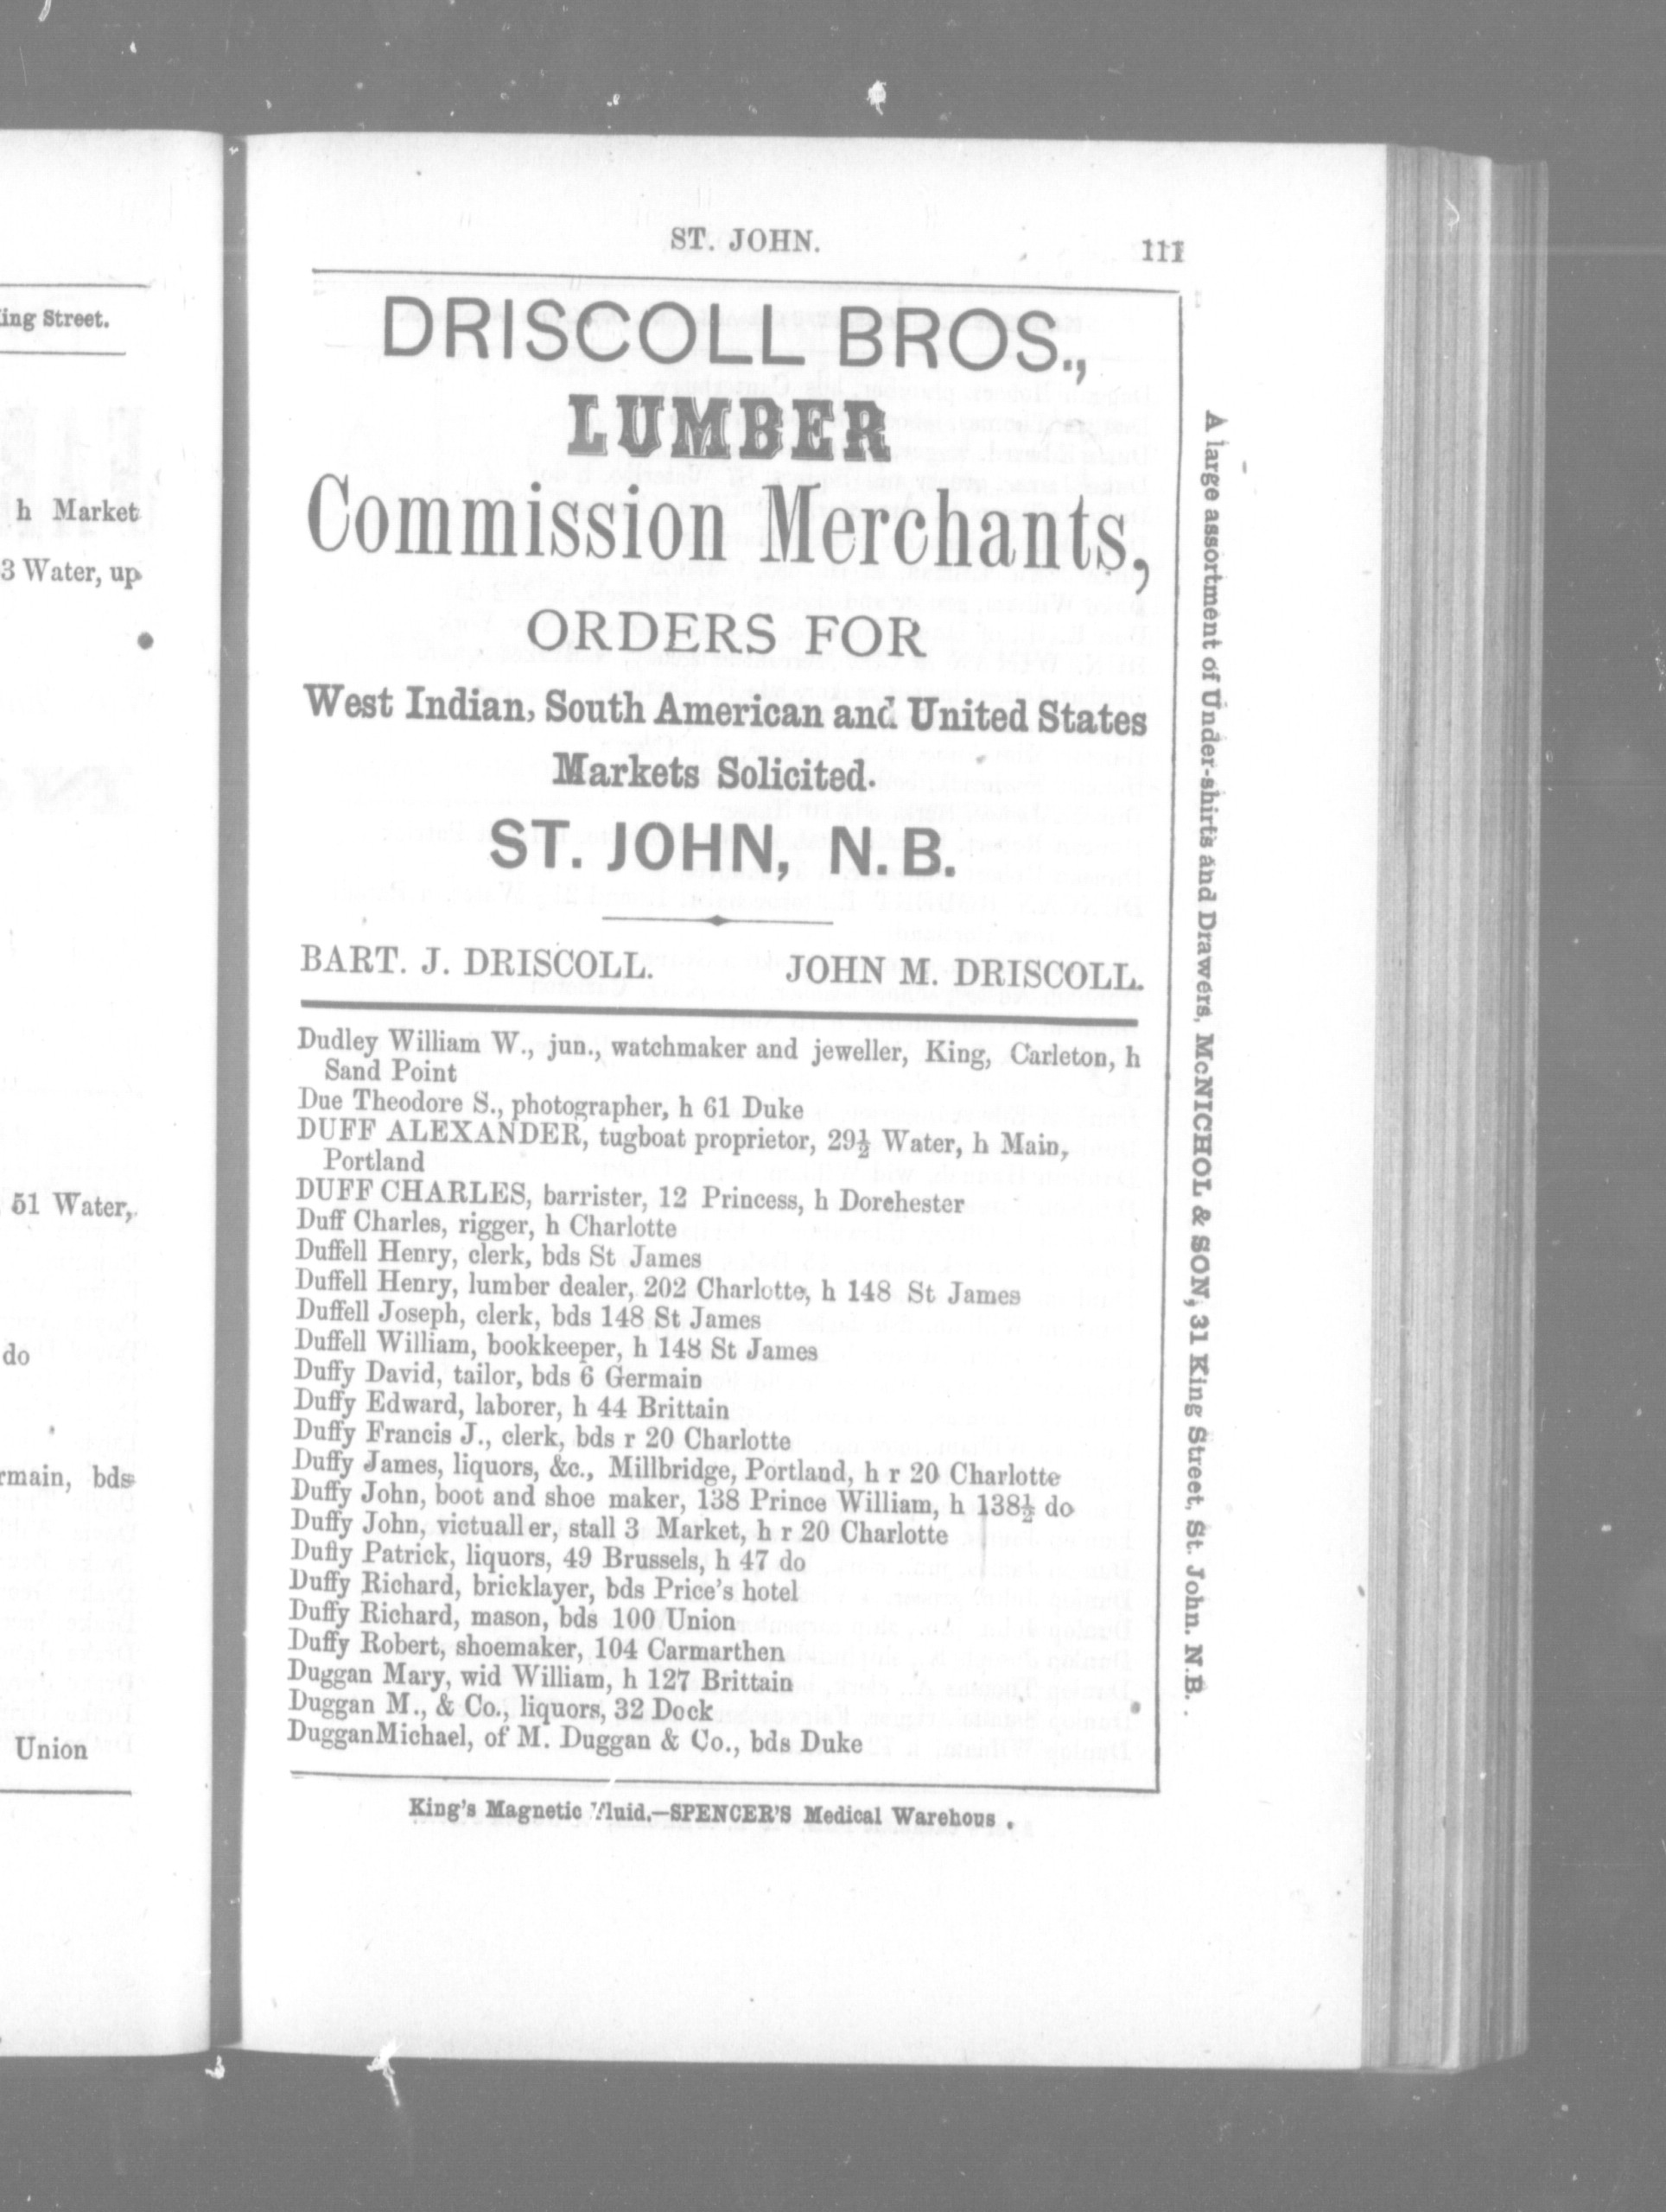 ing Street.
h Market
3 Water, up
51 Water,
do
rmain, bds
Union
ST. JOHN.
111
DRISCOLL BROS.,
LUMBER
Commission Merchants,
ORDERS FOR
West Indian, South American and United States
Markets Solicited.
ST. JOHN, N. B.
BART. J. DRISCOLL. JOHN M. DRISCOLL.
Dudley William W., jun., watchmaker and jeweller, King, Carleton, h
Sand Point
Due Theodore S., photographer, h 61 Duke
DUFF ALEXANDER, tugboat proprietor, 29½ Water, h Main,
Portland
DUFF CHARLES, barrister, 12 Princess, h Dorchester
Duff Charles, rigger, h Charlotte
Duffell Henry, clerk, bds St James
Duffell Henry, lumber dealer, 202 Charlotte, h 148 St James
Duffell Joseph, clerk, bds 148 St James
Duffell William, bookkeeper, h 148 St James
Duffy David, tailor, bds 6 Germain
Duffy Edward, laborer, h 44 Brittain
Duffy Francis J., clerk, bds r 20 Charlotte
Duffy James, liquors, &c., Millbridge, Portland, h r 20 Charlotte
Duffy John, boot and shoe maker, 138 Prince William, h 138½ do
Duffy John, victualler, stall 3 Market, h r 20 Charlotte
Duffy Patrick, liquors, 49 Brussels, h 47 do
Duffy Richard, bricklayer, bds Price's hotel
Duffy Richard, mason, bds 100 Union
Duffy Robert, shoemaker, 104 Carmarthen
Duggan Mary, wid William, h 127 Brittain
Duggan M., & Co., liquors, 32 Dock
DugganMichael, of M. Duggan & Co., bds Duke
King's Magnetic Fluid.—SPENCER'S Medical Warehous .
A large assortment of Under-shirts and Drawers, McNICHOL & SON, 31 King Street, St. John. N.B.